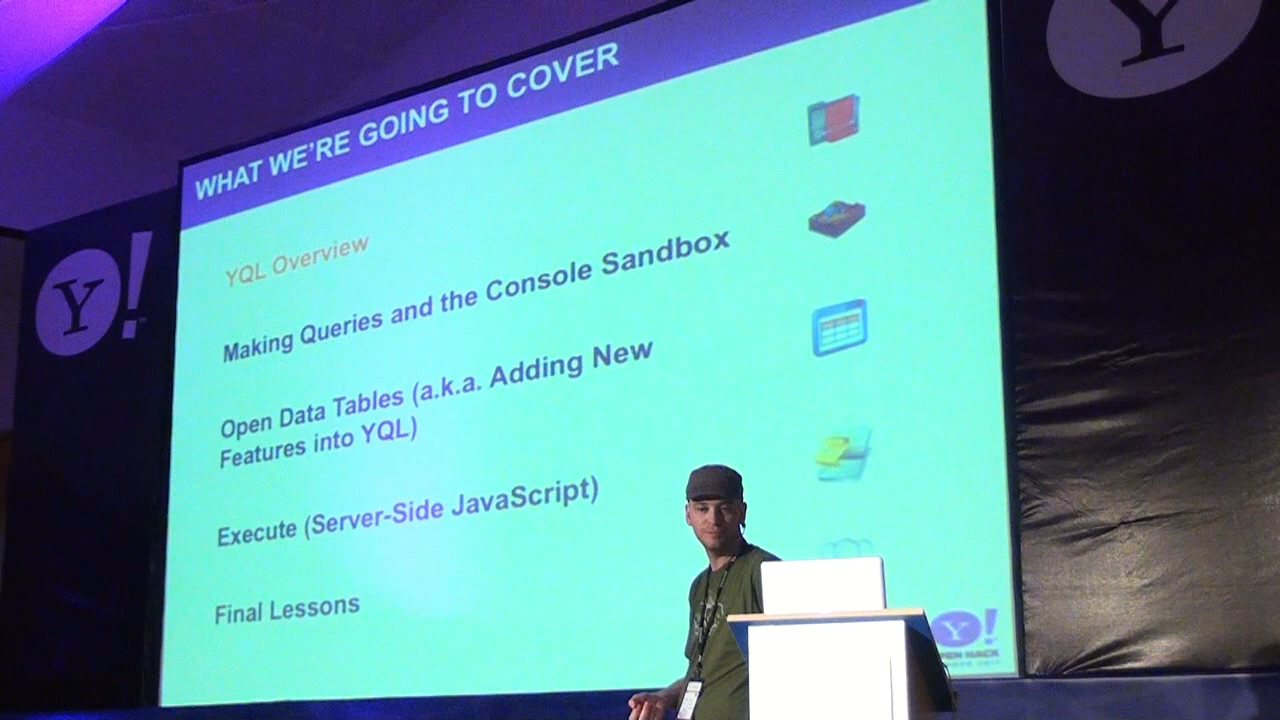 WHAT WE'RE GOING TO COVER
YQL Overview
Making Queries and the Console Sandbox
Open Data Tables (a.k.a. Adding New
Features into YQL)
Execute (Server-Side JavaScript)
Final Lessons
Y!
Y
Y!
HACK